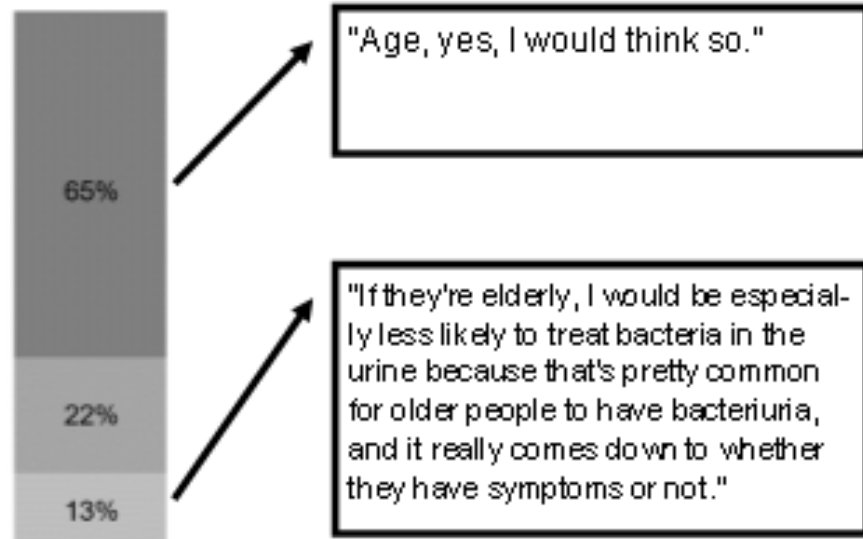 "Age, yes, I would think so."
65%
"If they're elderly, I would be especial-
ly less likely to treat bacteria in the
urine because that's pretty common
for older people to have bacteriuria,
and it really comes down to whether
they have symptoms or not."
22%
13%